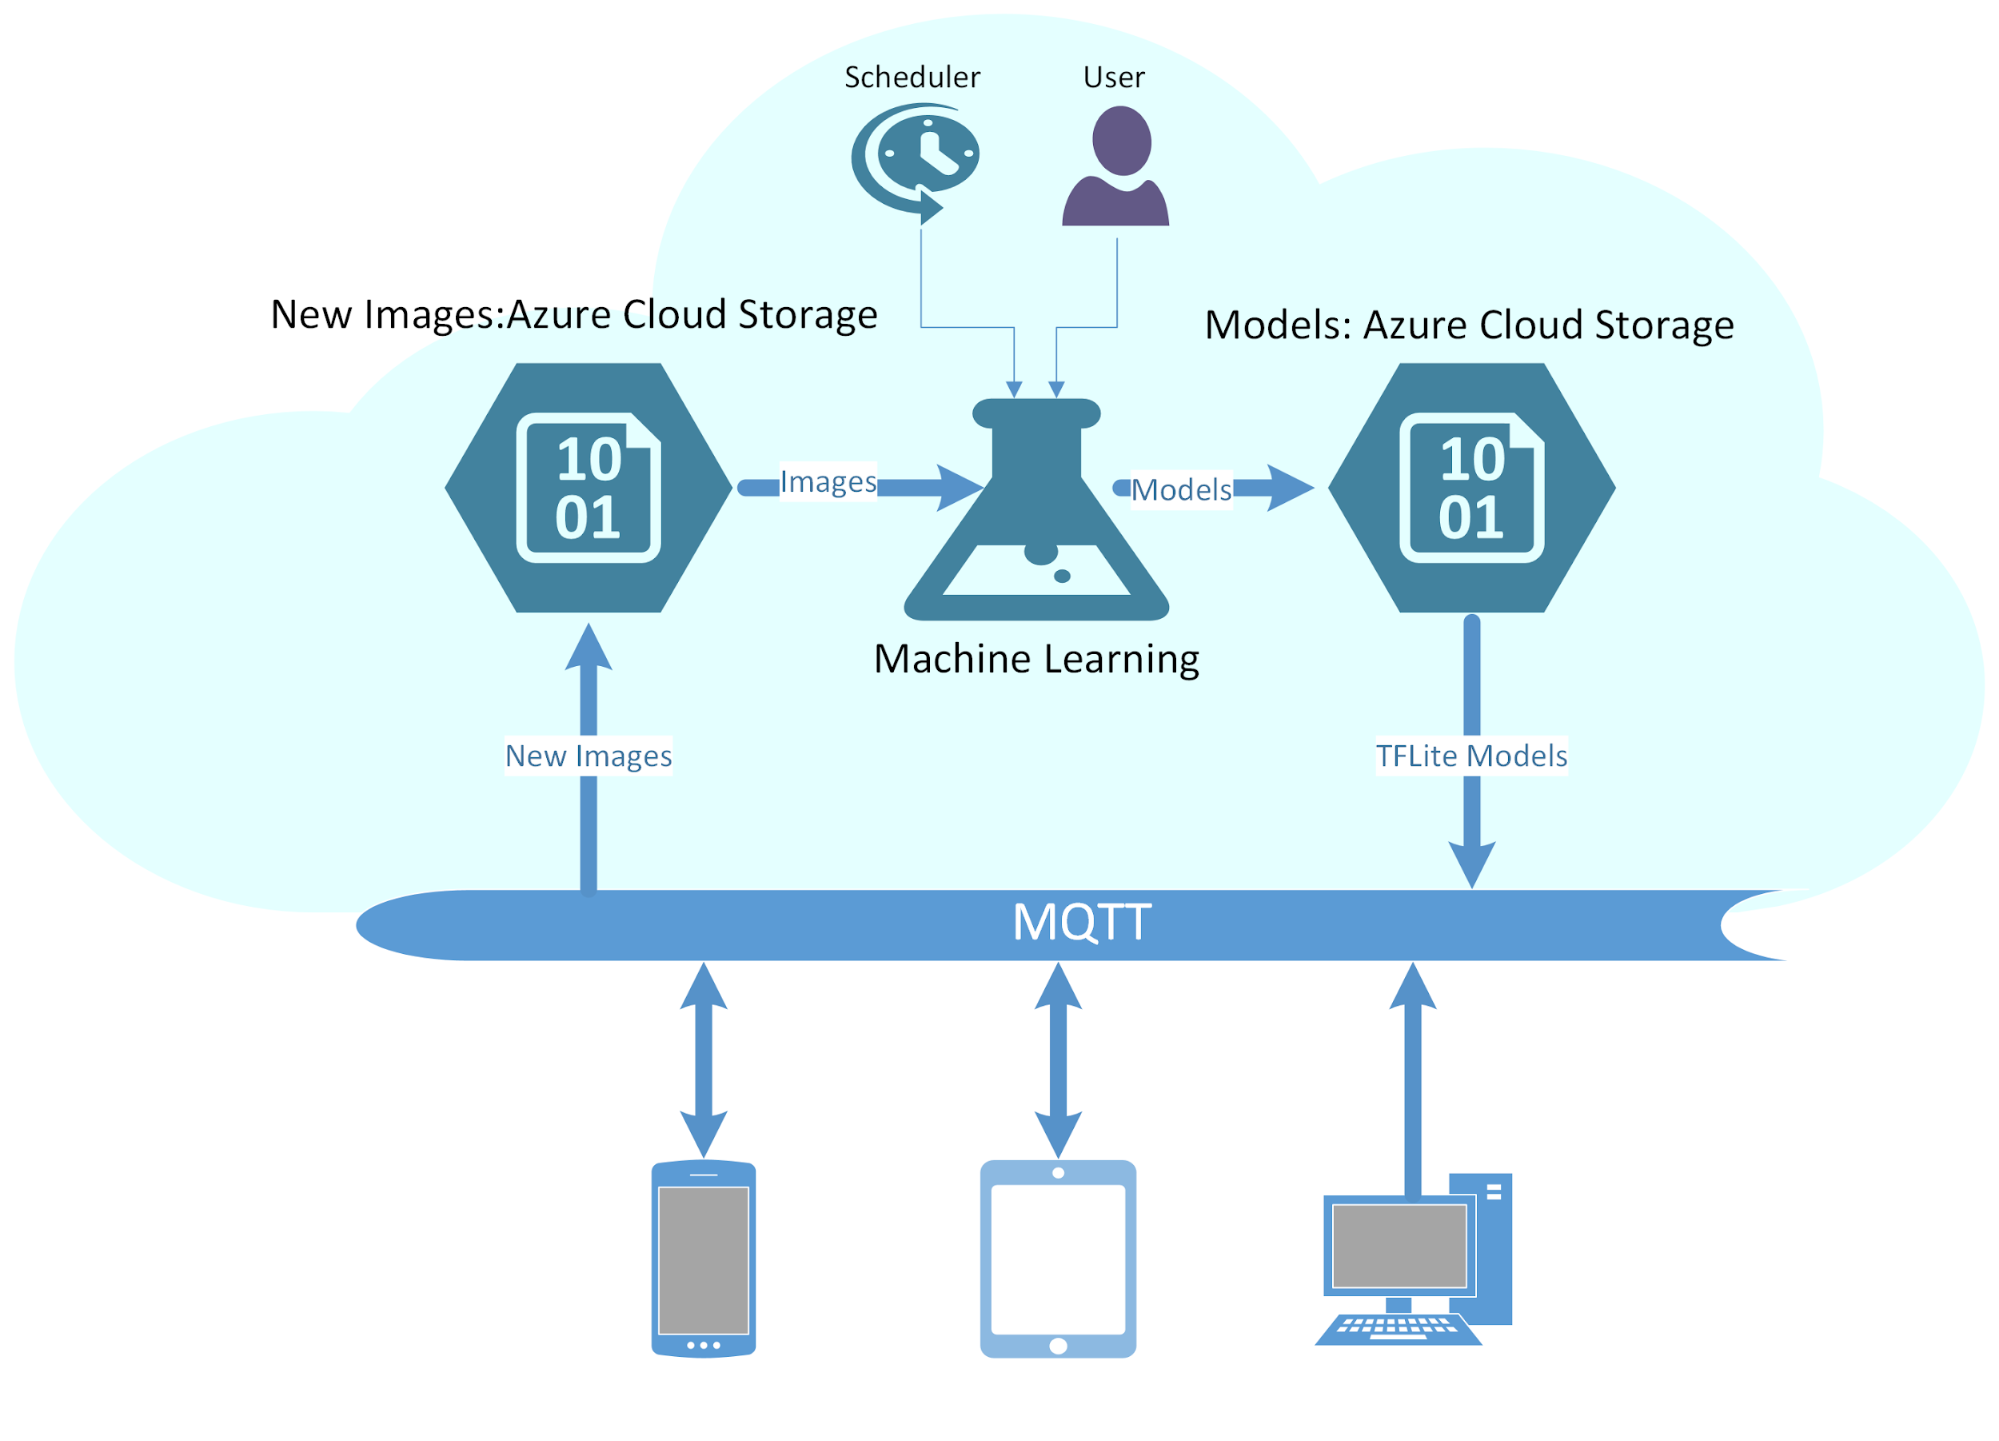 Scheduler
User
New Images:Azure Cloud Storage
Models: Azure Cloud Storage
10
01
10
01
Images
Models
Machine Learning
New Images
TFLite Models
MQTT